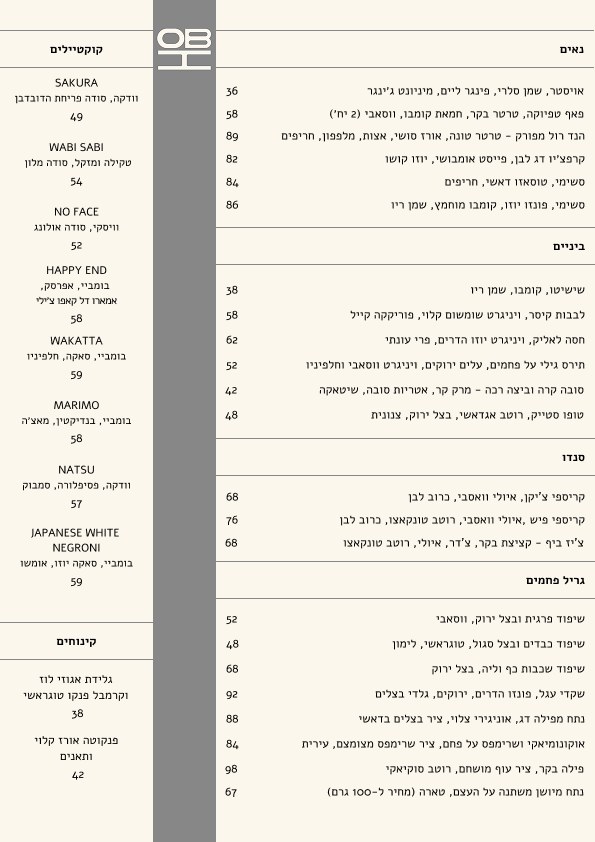 OBI
נאים
אויסטר, שמן סלרי, פינגר ליים, מיניונט ג׳ינגר 36
פאף טפיוקה, טרטר בקר, חמאת קומבו, ווסאבי (2 יח׳) 58
הנד רול מפורק - טרטר טונה, אורז סושי, אצות, מלפפון, חריפים 89
קרפצ׳יו דג לבן, פייסט אומבושי, יוזו קושו 82
סשימי, טוסאזו דאשי, חריפים 84
סשימי, פונזו יוזו, קומבו מוחמץ, שמן ריו 86
ביניים
שישיטו, קומבו, שמן ריו 38
לבבות קיסר, ויניגרט שומשום קלוי, פוריקקה קייל 58
חסה לאליק, ויניגרט יוזו הדרים, פרי עונתי 62
תירס גילי על פחמים, עלים ירוקים, ויניגרט ווסאבי וחלפיניו 52
סובה קרה וביצה רכה - מרק קר, אטריות סובה, שיטאקה 42
טופו סטייק, רוטב אגדאשי, בצל ירוק, צנונית 48
סנדו
קריספי צ׳יקן, איולי וואסבי, כרוב לבן 68
קריספי פיש ,איולי וואסבי, רוטב טונקאצו, כרוב לבן 76
צ׳יז ביף - קציצת בקר, צ׳דר, איולי, רוטב טונקאצו 68
גריל פחמים
שיפוד פרגית ובצל ירוק, ווסאבי 52
שיפוד כבדים ובצל סגול, טוגראשי, לימון 48
שיפוד שכבות כף וליה, בצל ירוק 68
שקדי עגל, פונזו הדרים, ירוקים, גלדי בצלים 92
נתח מפילה דג, אוניגירי צלוי, ציר בצלים בדאשי 88
אוקונומיאקי ושרימפס על פחם, ציר שרימפס מצומצם, עירית 84
פילה בקר, ציר עוף מושחם, רוטב סוקיאקי 98
נתח מיושן משתנה על העצם, טארה (מחיר ל-100 גרם) 67
קוקטיילים
SAKURA
וודקה, סודה פריחת הדובדבן
49
WABI SABI
טקילה ומזקל, סודה מלון
54
NO FACE
וויסקי, סודה אולונג
52
HAPPY END
בומביי, אפרסק,
אמארו דל קאפו צ׳ילי
58
WAKATTA
בומביי, סאקה, חלפיניו
59
MARIMO
בומביי, בנדיקטין, מאצ׳ה
58
NATSU
וודקה, פסיפלורה, סמבוק
57
JAPANESE WHITE
NEGRONI
בומביי, סאקה יוזו, אומשו
59
קינוחים
גלידת אגוזי לוז
וקרמבל פנקו טוגראשי
38
פנקוטה אורז קלוי
ותאנים
42